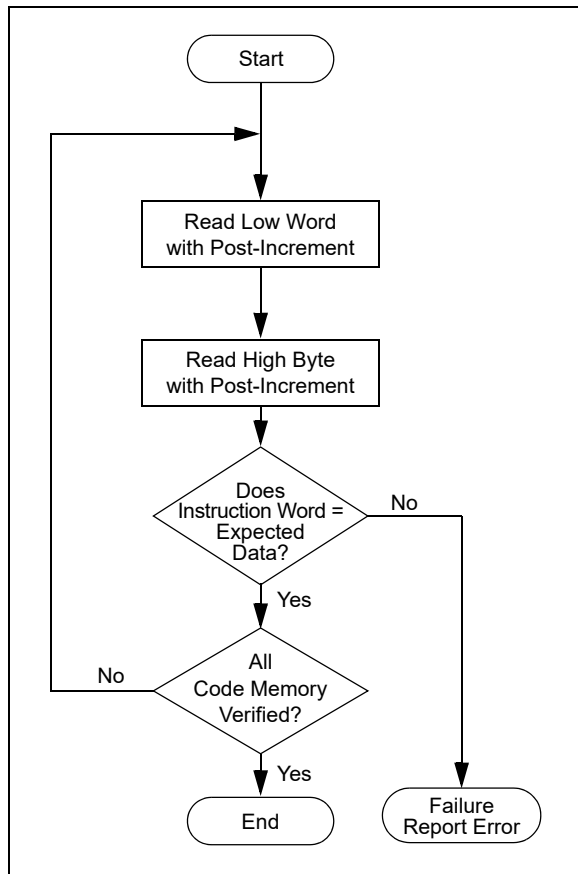 Start
Read Low Word
with Post-Increment
Read High Byte
with Post-Increment
Does
Instruction Word =
Expected
Data?
No
Yes
All
Code Memory
Verified?
No
Yes
End
Failure
Report Error